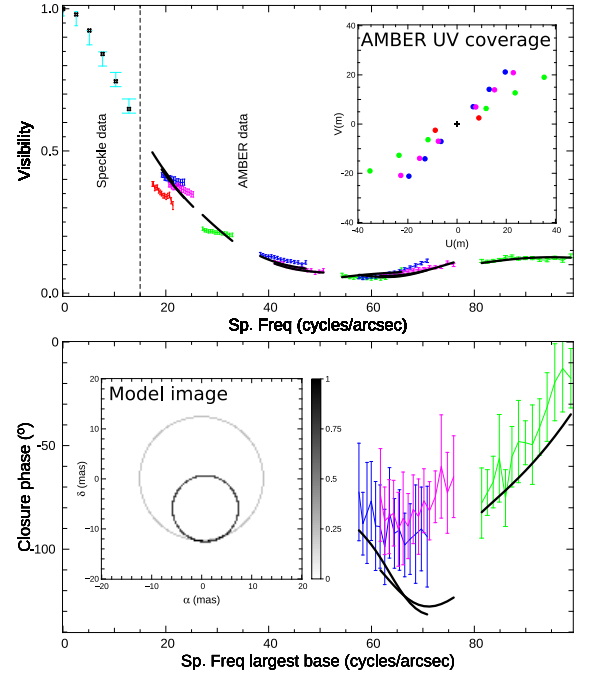 1.0
0.5
0.0
Visibility
Speckle data
AMBER data
AMBER UV coverage
40
20
0
−20
−40
V(m)
−40 −20 0 20 40
U(m)
20 40 60 80
Sp. Freq (cycles/arcsec)
0
-50
-100
Closure phase (º)
Model image
20
10
0
−10
−20
δ (mas)
−20 −10 0 10 20
α (mas)
1
0.75
0.5
0.25
0
0 20 40 60 80
Sp. Freq largest base (cycles/arcsec)